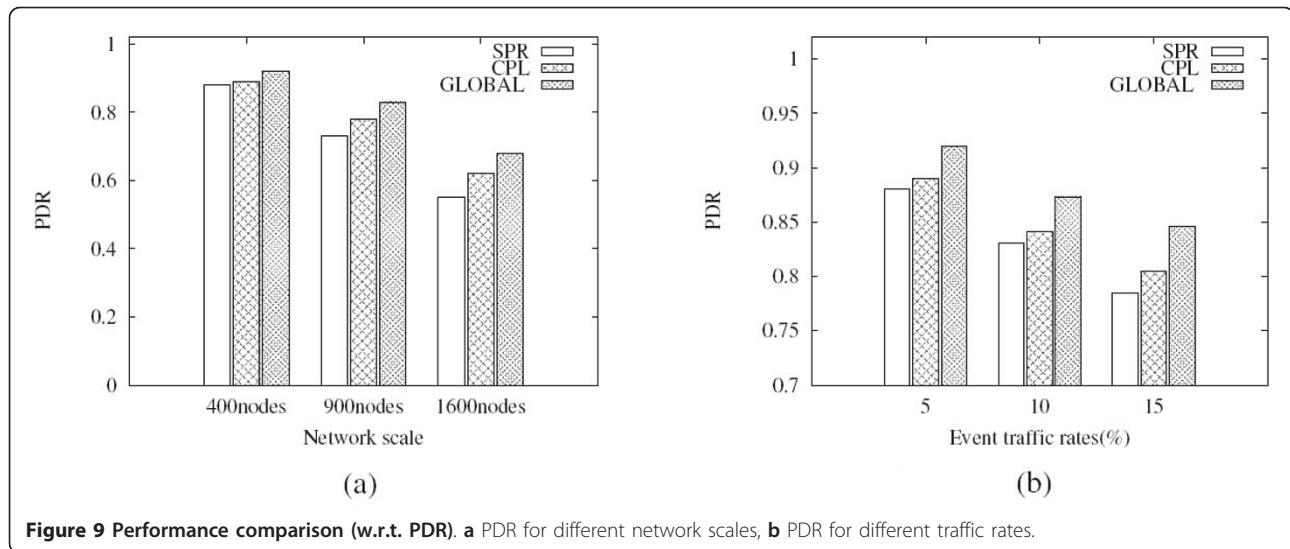 1
0.8
0.6
0.4
0.2
0
PDR
SPR
CPL
GLOBAL
400nodes 900nodes 1600nodes
Network scale
(a)
1
0.95
0.9
0.85
0.8
0.75
0.7
PDR
SPR
CPL
GLOBAL
5 10 15
Event traffic rates(%)
(b)
Figure 9 Performance comparison (w.r.t. PDR). a PDR for different network scales, b PDR for different traffic rates.